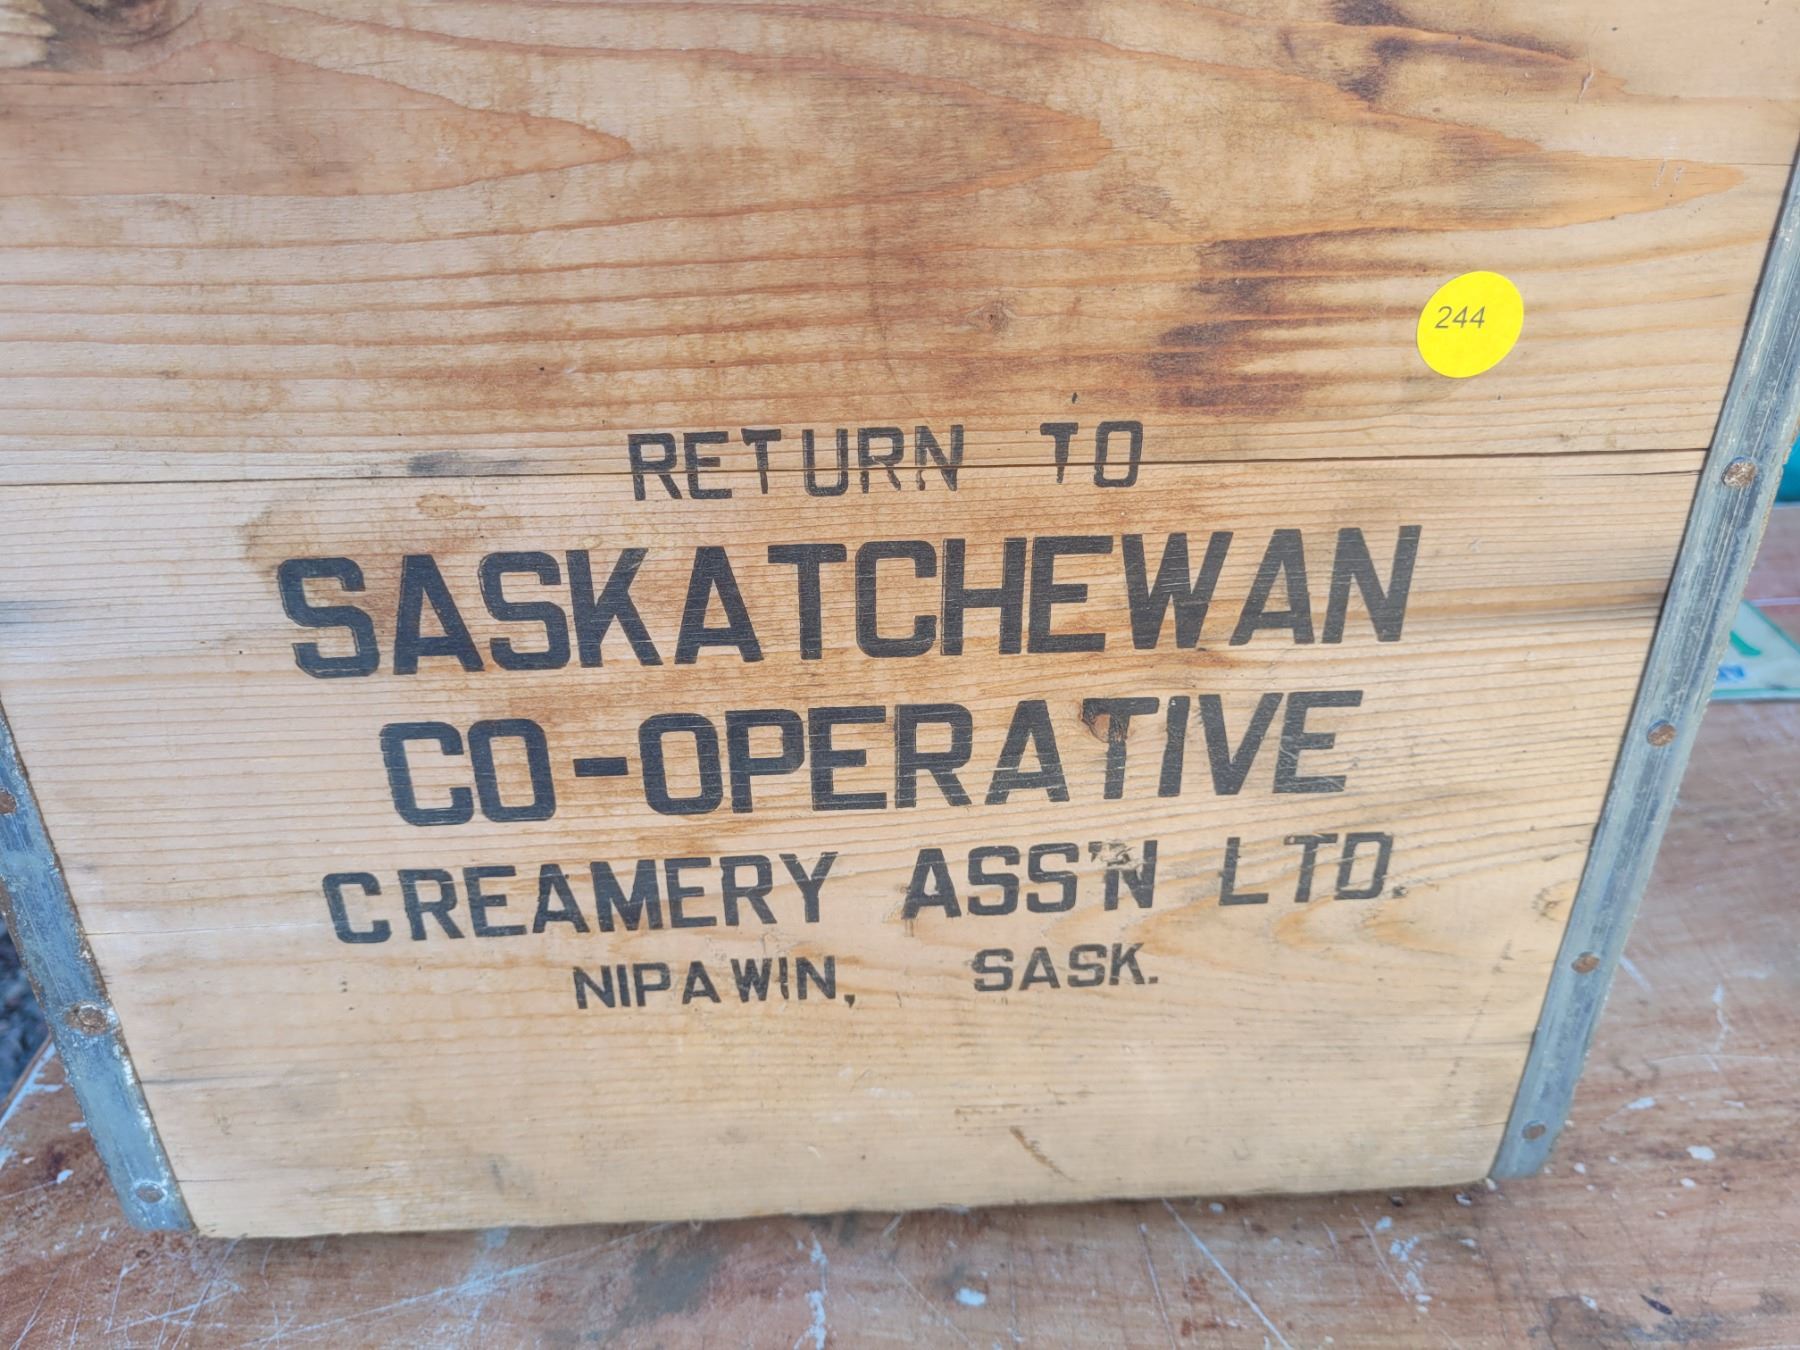 244
RETURN TO
SASKATCHEWAN
CO-OPERATIVE
CREAMERY ASS'N LTD.
NIPAWIN, SASK.